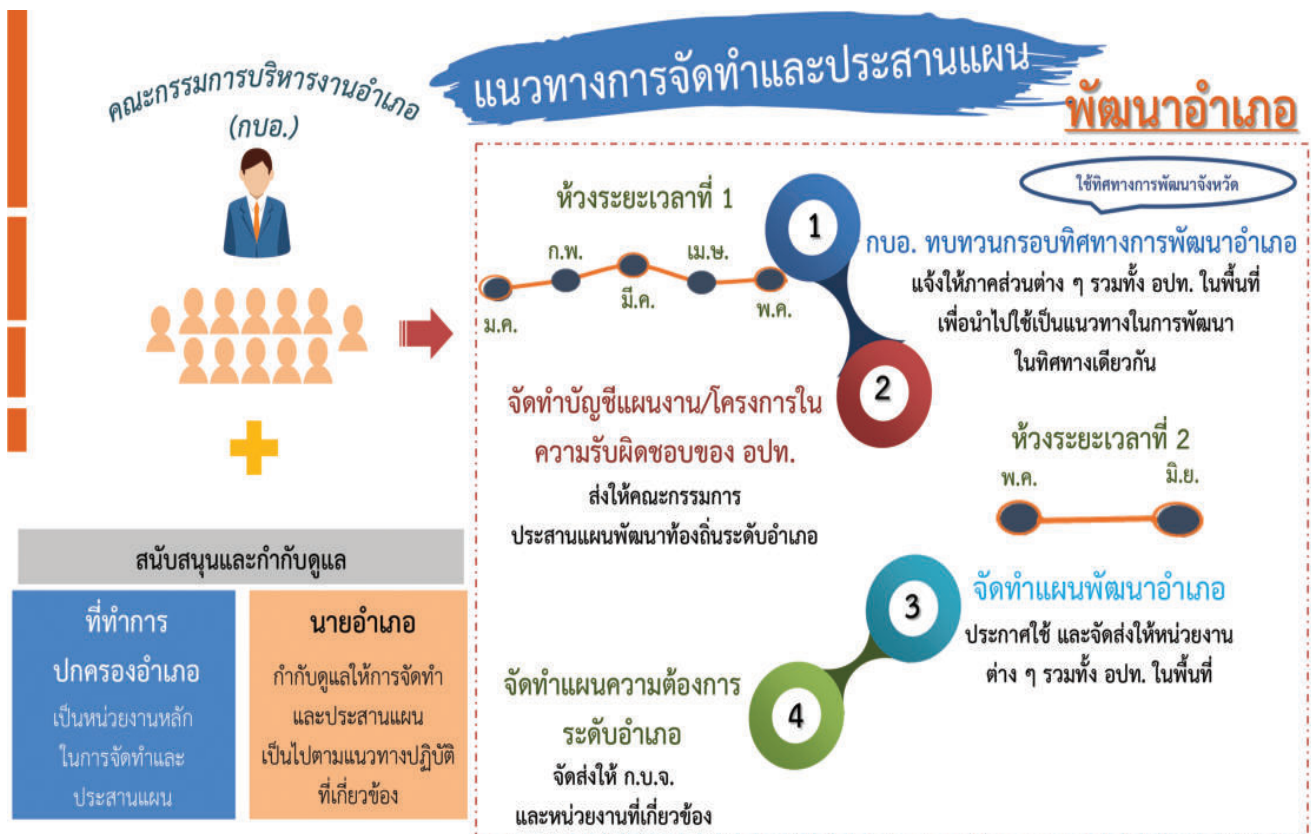 คณะกรรมการบริหารงานอำเภอ
(กบอ.)
สนับสนุนและกำกับดูแล
ที่ทำการ
ปกครองอำเภอ
เป็นหน่วยงานหลัก
ในการจัดทำและ
ประสานแผน
นายอำเภอ
กำกับดูแลให้การจัดทำ
และประสานแผน
เป็นไปตามแนวทางปฏิบัติ
ที่เกี่ยวข้อง
แนวทางการจัดทำและประสานแผน
พัฒนาอำเภอ
ห้วงระยะเวลาที่ 1
ม.ค.
ก.พ.
มี.ค.
เม.ษ.
พ.ค.
1
ใช้ทิศทางการพัฒนาจังหวัด
กบอ. ทบทวนกรอบทิศทางการพัฒนาอำเภอ
แจ้งให้ภาคส่วนต่าง ๆ รวมทั้ง อปท. ในพื้นที่
เพื่อนำไปใช้เป็นแนวทางในการพัฒนา
ในทิศทางเดียวกัน
2
จัดทำบัญชีแผนงาน/โครงการใน
ความรับผิดชอบของ อปท.
ส่งให้คณะกรรมการ
ประสานแผนพัฒนาท้องถิ่นระดับอำเภอ
ห้วงระยะเวลาที่ 2
พ.ค.
มิ.ย.
3
จัดทำแผนพัฒนาอำเภอ
ประกาศใช้ และจัดส่งให้หน่วยงาน
ต่าง ๆ รวมทั้ง อปท. ในพื้นที่
4
จัดทำแผนความต้องการ
ระดับอำเภอ
จัดส่งให้ ก.บ.จ.
และหน่วยงานที่เกี่ยวข้อง